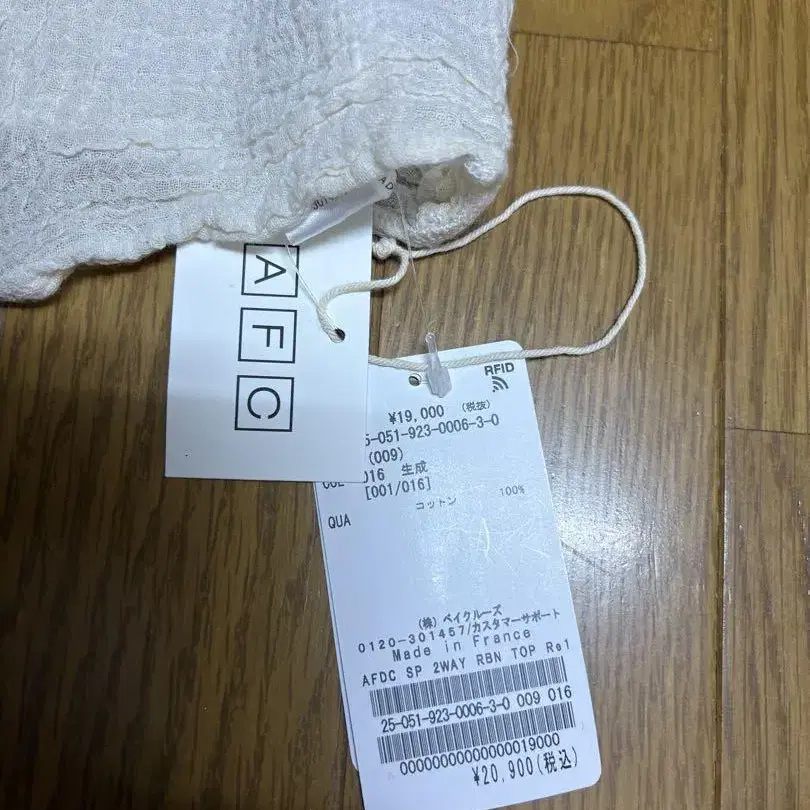 A
F
C
RFID
¥19,000 (税抜)
5-051-923-0006-3-0
(009)
COL 016 生成
[001/016]
コットン 100%
QUA
(株) ベイクルーズ
0120-301457/カスタマーサポート
Made in France
AFDC SP 2WAY RBN TOP Re1
25-051-923-0006-3-0 009 016
00000000000000019000
¥20,900(税込)